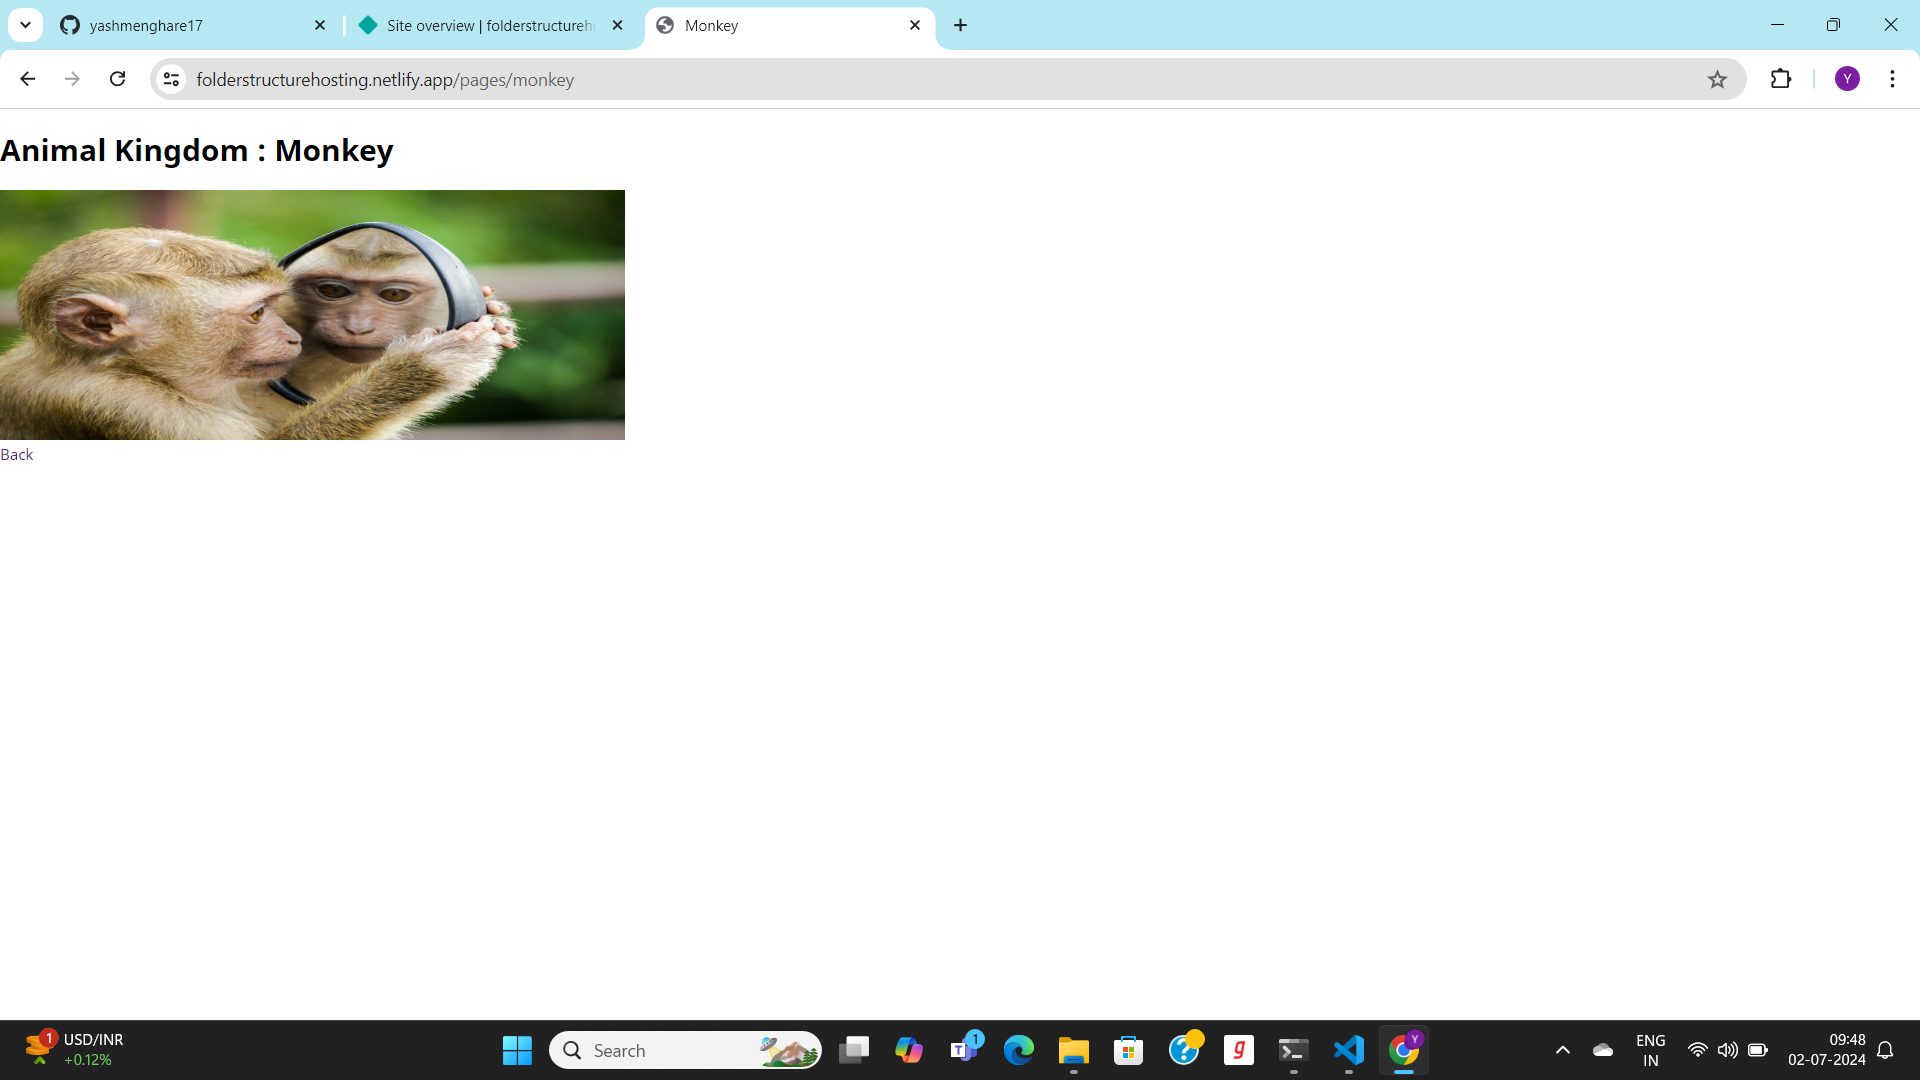 yashmenghare17
Site overview | folderstructureho
Monkey
folderstructurehosting.netlify.app/pages/monkey
Y
Animal Kingdom : Monkey
Back
1
USD/INR
+0.12%
Search
T
1
g
Y
ENG
IN
09:48
02-07-2024